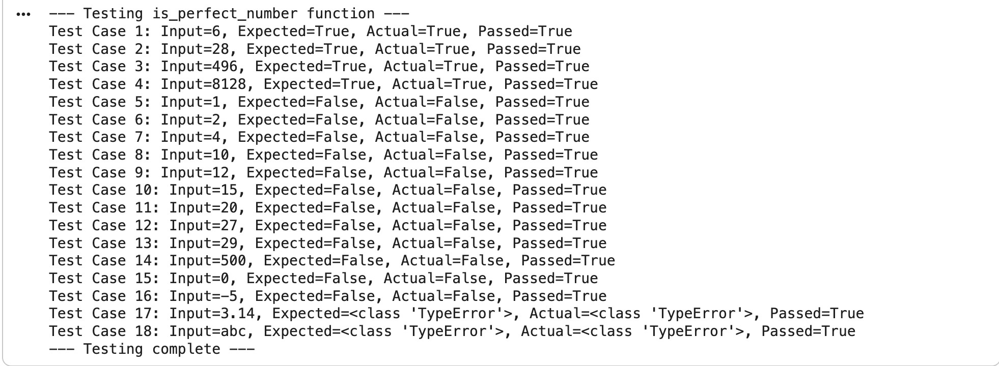 --- Testing is_perfect_number function ---
Test Case 1: Input=6, Expected=True, Actual=True, Passed=True
Test Case 2: Input=28, Expected=True, Actual=True, Passed=True
Test Case 3: Input=496, Expected=True, Actual=True, Passed=True
Test Case 4: Input=8128, Expected=True, Actual=True, Passed=True
Test Case 5: Input=1, Expected=False, Actual=False, Passed=True
Test Case 6: Input=2, Expected=False, Actual=False, Passed=True
Test Case 7: Input=4, Expected=False, Actual=False, Passed=True
Test Case 8: Input=10, Expected=False, Actual=False, Passed=True
Test Case 9: Input=12, Expected=False, Actual=False, Passed=True
Test Case 10: Input=15, Expected=False, Actual=False, Passed=True
Test Case 11: Input=20, Expected=False, Actual=False, Passed=True
Test Case 12: Input=27, Expected=False, Actual=False, Passed=True
Test Case 13: Input=29, Expected=False, Actual=False, Passed=True
Test Case 14: Input=500, Expected=False, Actual=False, Passed=True
Test Case 15: Input=0, Expected=False, Actual=False, Passed=True
Test Case 16: Input=-5, Expected=False, Actual=False, Passed=True
Test Case 17: Input=3.14, Expected=<class 'TypeError'>, Actual=<class 'TypeError'>, Passed=True
Test Case 18: Input=abc, Expected=<class 'TypeError'>, Actual=<class 'TypeError'>, Passed=True
--- Testing complete ---